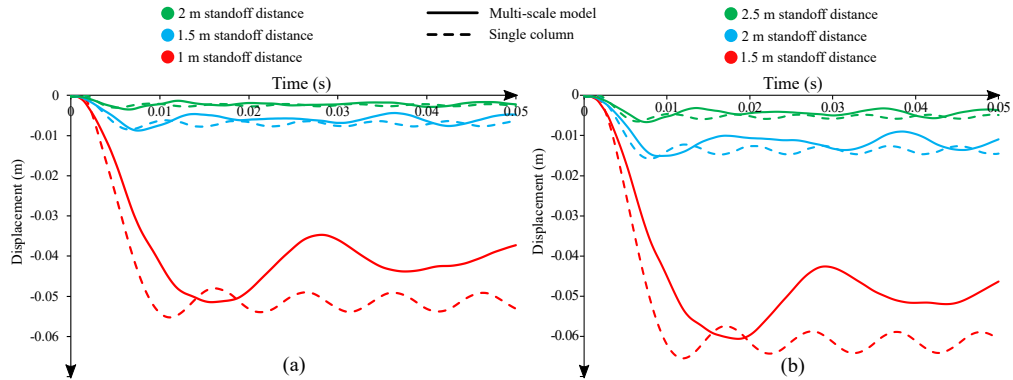 2 m standoff distance
1.5 m standoff distance
1 m standoff distance
Multi-scale model
Single column
2.5 m standoff distance
2 m standoff distance
1.5 m standoff distance
Time (s)
0 0.01 0.02 0.03 0.04 0.05
0
-0.01
-0.02
-0.03
-0.04
-0.05
-0.06
Displacement (m)
(a)
Time (s)
0 0.01 0.02 0.03 0.04 0.05
0
-0.01
-0.02
-0.03
-0.04
-0.05
-0.06
Displacement (m)
(b)